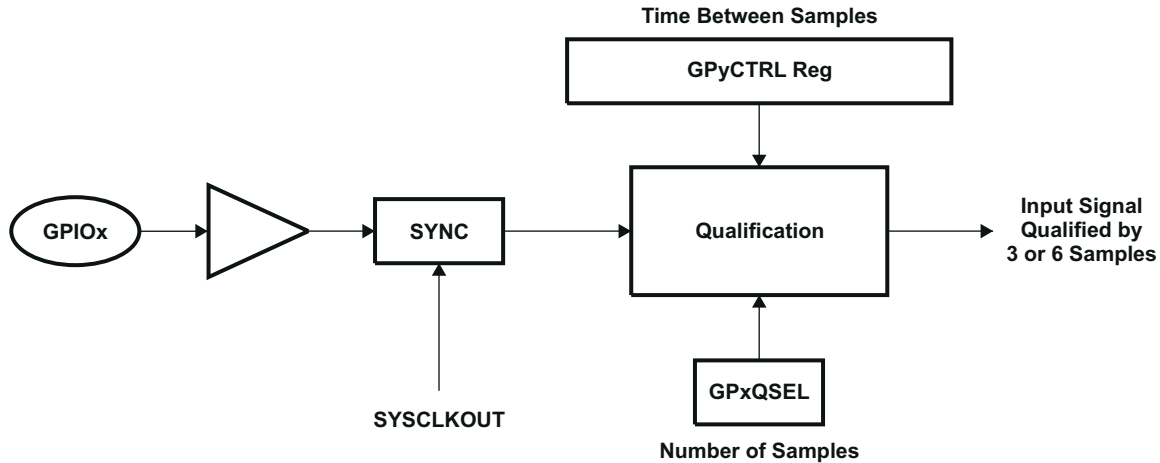 Time Between Samples
GPyCTRL Reg
GPIOx
SYNC
Qualification
Input Signal
Qualified by
3 or 6 Samples
GPxQSEL
SYSCLKOUT
Number of Samples